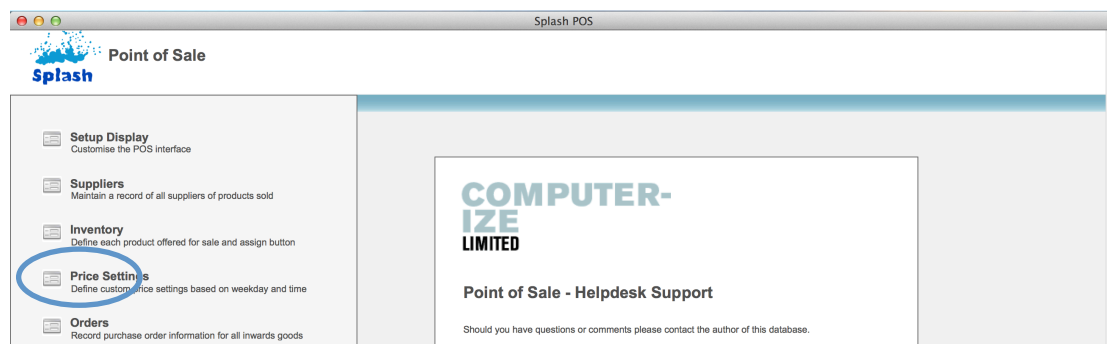 Splash POS
Splash
Point of Sale
Setup Display
Customise the POS interface
Suppliers
Maintain a record of all suppliers of products sold
Inventory
Define each product offered for sale and assign button
Price Settings
Define custom price settings based on weekday and time
Orders
Record purchase order information for all inwards goods
COMPUTER-
IZE
LIMITED
Point of Sale - Helpdesk Support
Should you have questions or comments please contact the author of this database.